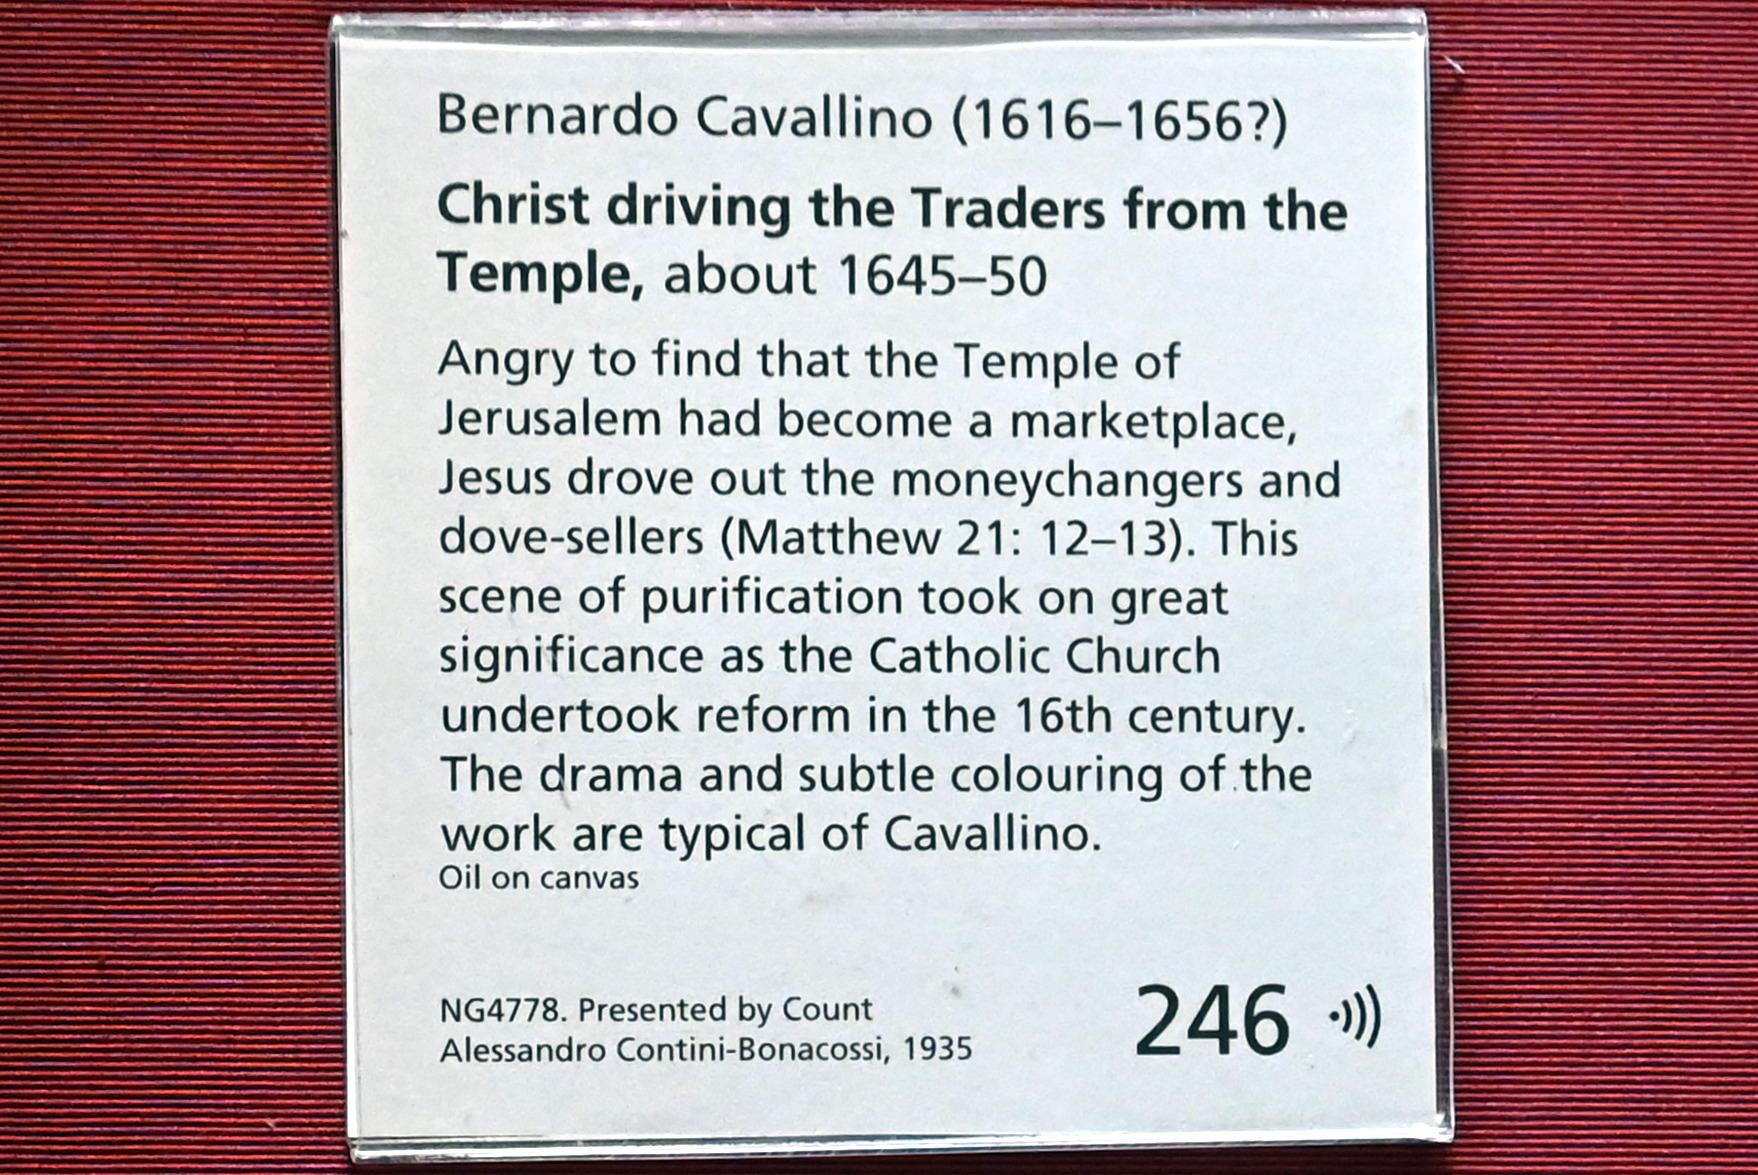 Bernardo Cavallino (1616–1656?)
Christ driving the Traders from the
Temple, about 1645–50
Angry to find that the Temple of
Jerusalem had become a marketplace,
Jesus drove out the moneychangers and
dove-sellers (Matthew 21: 12–13). This
scene of purification took on great
significance as the Catholic Church
undertook reform in the 16th century.
The drama and subtle colouring of the
work are typical of Cavallino.
Oil on canvas
NG4778. Presented by Count
Alessandro Contini-Bonacossi, 1935
246